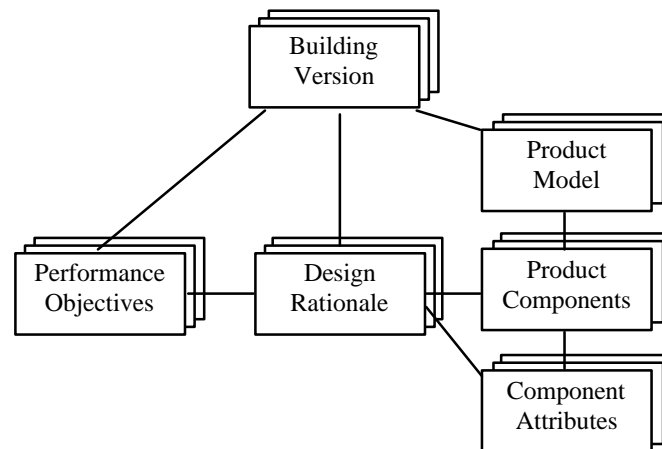 Building
Version
Product
Model
Performance
Objectives
Design
Rationale
Product
Components
Component
Attributes